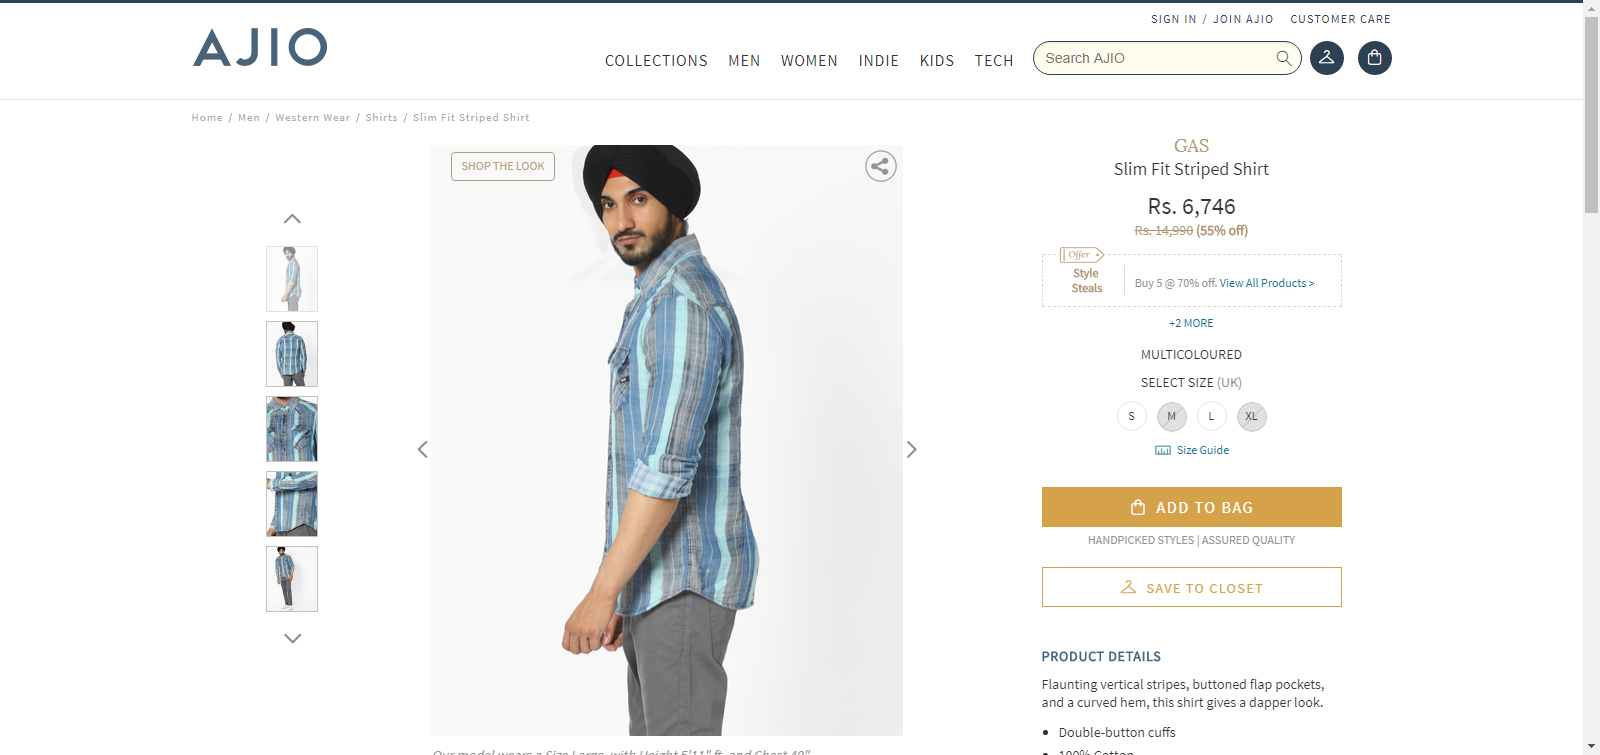 SIGN IN / JOIN AJIO CUSTOMER CARE
AJIO
COLLECTIONS MEN WOMEN INDIE KIDS TECH
Search AJIO
Home / Men / Western Wear / Shirts / Slim Fit Striped Shirt
SHOP THE LOOK
GAS
Slim Fit Striped Shirt
Rs. 6,746
Rs. 14,990 (55% off)
Offer
Style
Steals
Buy 5 @ 70% off. View All Products >
+2 MORE
MULTICOLOURED
SELECT SIZE (UK)
S M L XL
Size Guide
ADD TO BAG
HANDPICKED STYLES | ASSURED QUALITY
SAVE TO CLOSET
PRODUCT DETAILS
Flaunting vertical stripes, buttoned flap pockets,
and a curved hem, this shirt gives a dapper look.
Double-button cuffs
100% Cotton
Our model wears a Size Large, with Height 5'11" ft. and Chest 40"